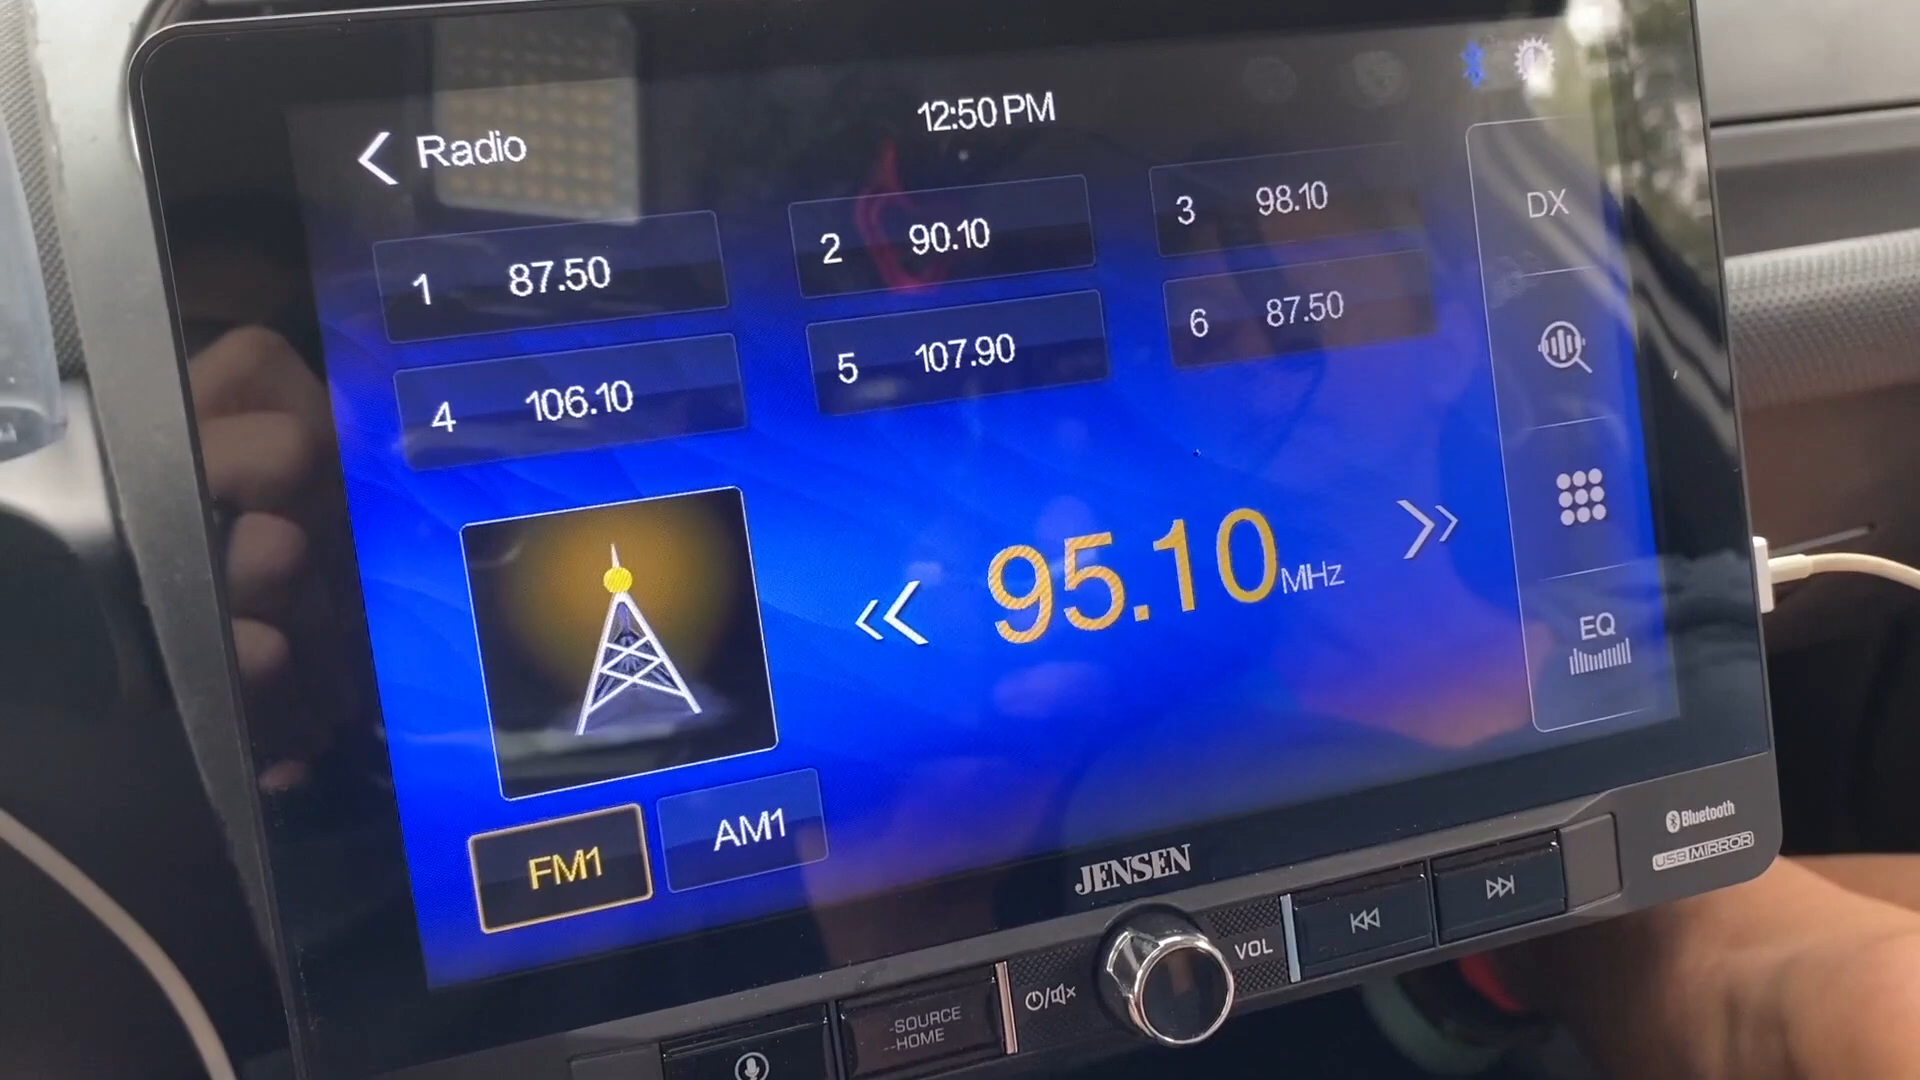 12:50 PM
Radio
1 87.50
2 90.10
3 98.10
4 106.10
5 107.90
6 87.50
DX
95.10 MHz
EQ
FM1
AM1
JENSEN
Bluetooth
USB MIRROR
VOL
-SOURCE
--HOME